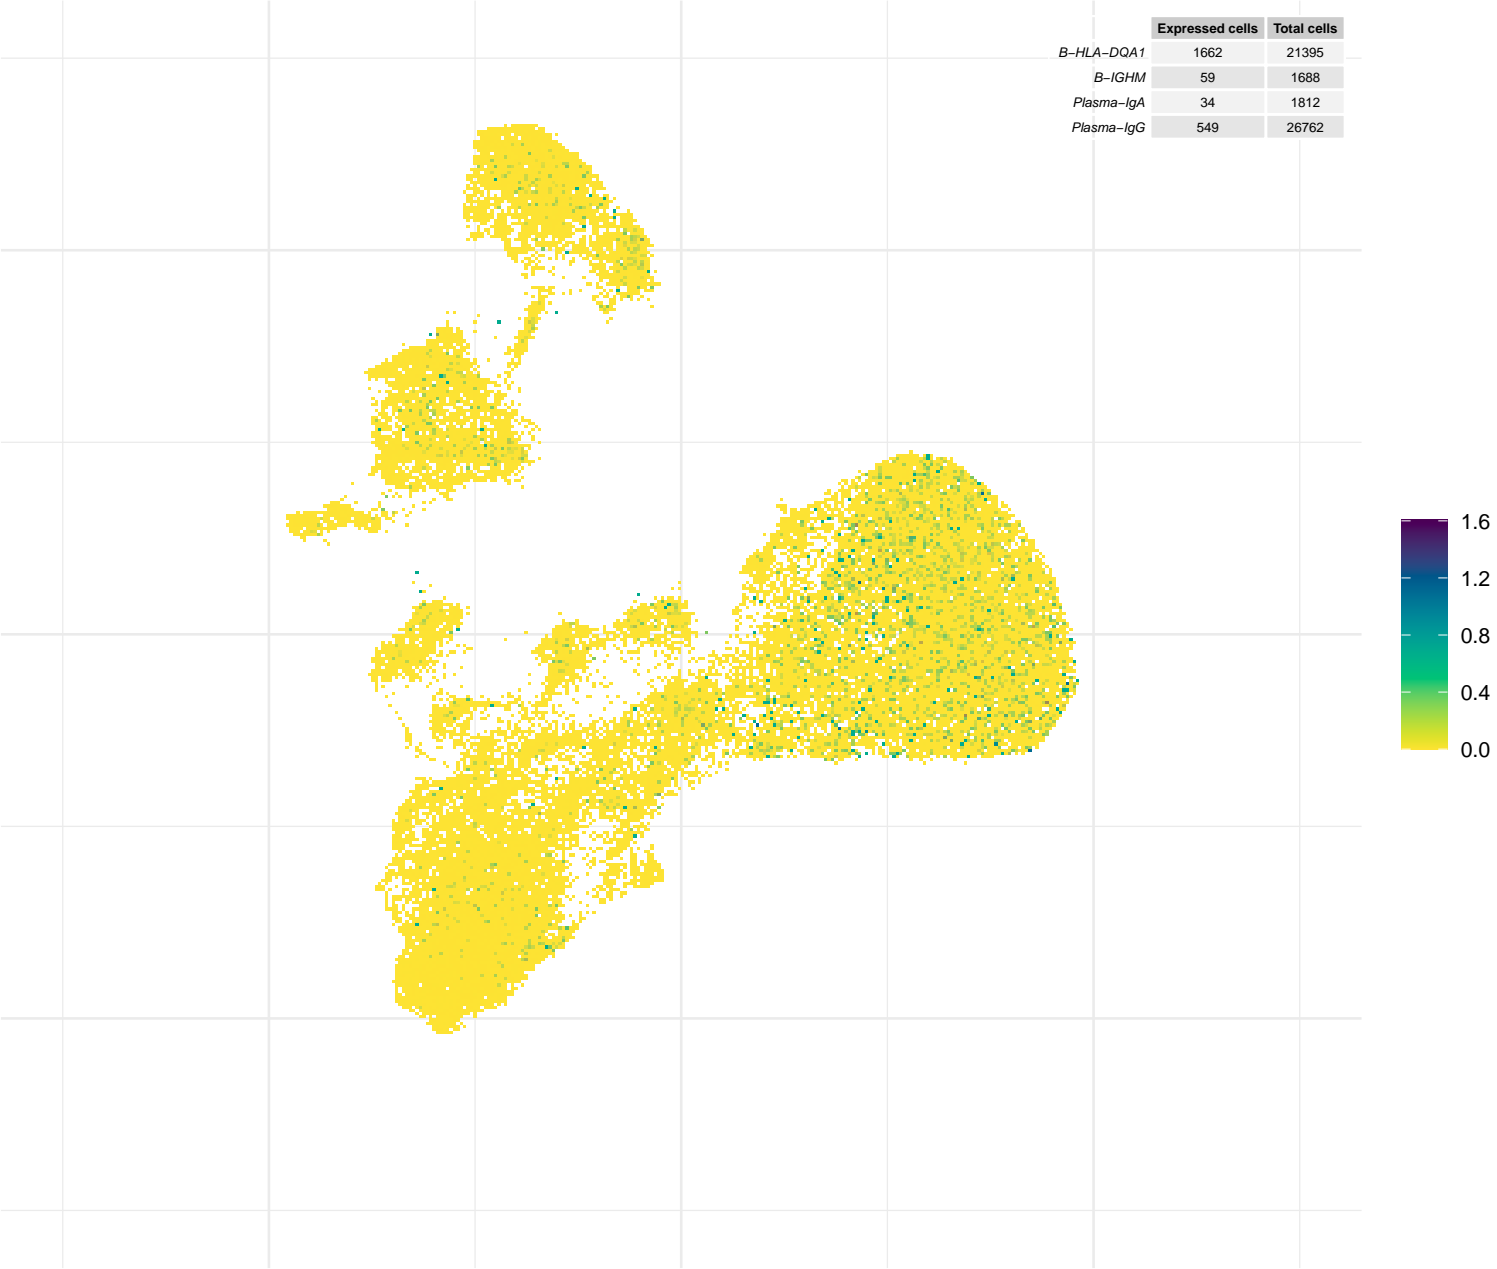 Expressed cells Total cells
B−HLA−DQA1 1662 21395
B−IGHM 59 1688
Plasma−IgA 34 1812
Plasma−IgG 549 26762
1.6
1.2
0.8
0.4
0.0